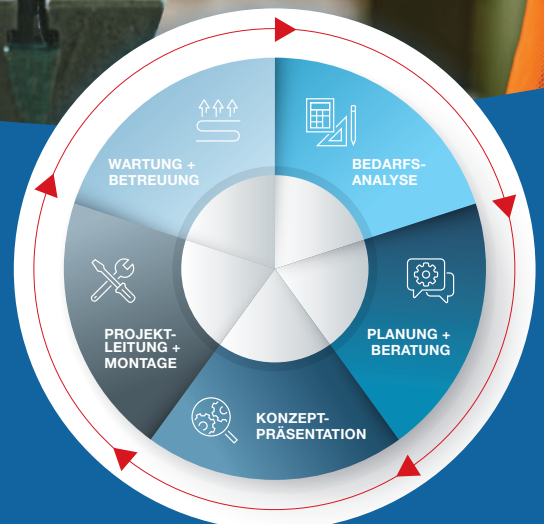 BEDARFS-
ANALYSE
PLANUNG +
BERATUNG
KONZEPT-
PRÄSENTATION
PROJEKT-
LEITUNG +
MONTAGE
WARTUNG +
BETREUUNG